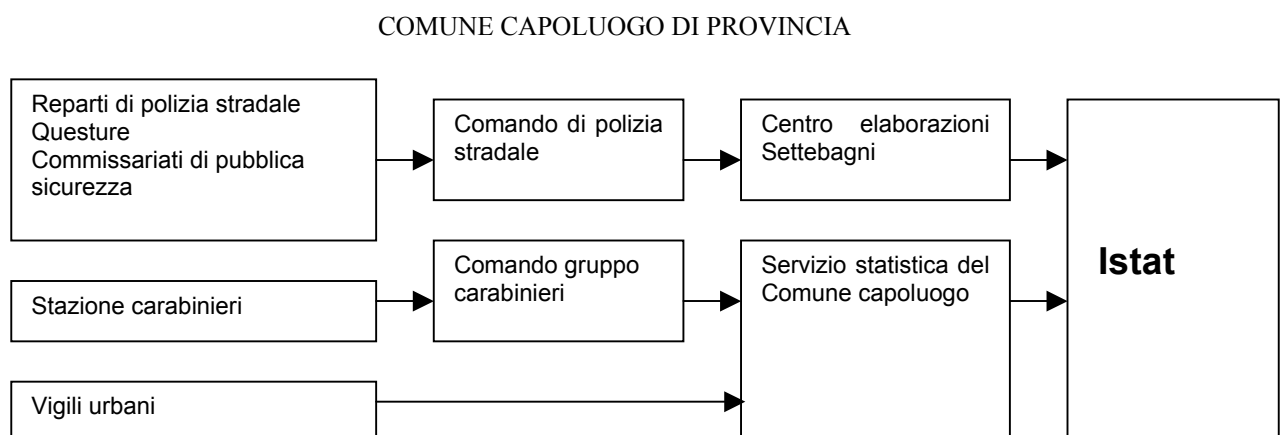 COMUNE CAPOLUOGO DI PROVINCIA
Reparti di polizia stradale
Questure
Commissariati di pubblica
sicurezza
Comando di polizia
stradale
Centro elaborazioni
Settebagni
Istat
Stazione carabinieri
Comando gruppo
carabinieri
Servizio statistica del
Comune capoluogo
Vigili urbani